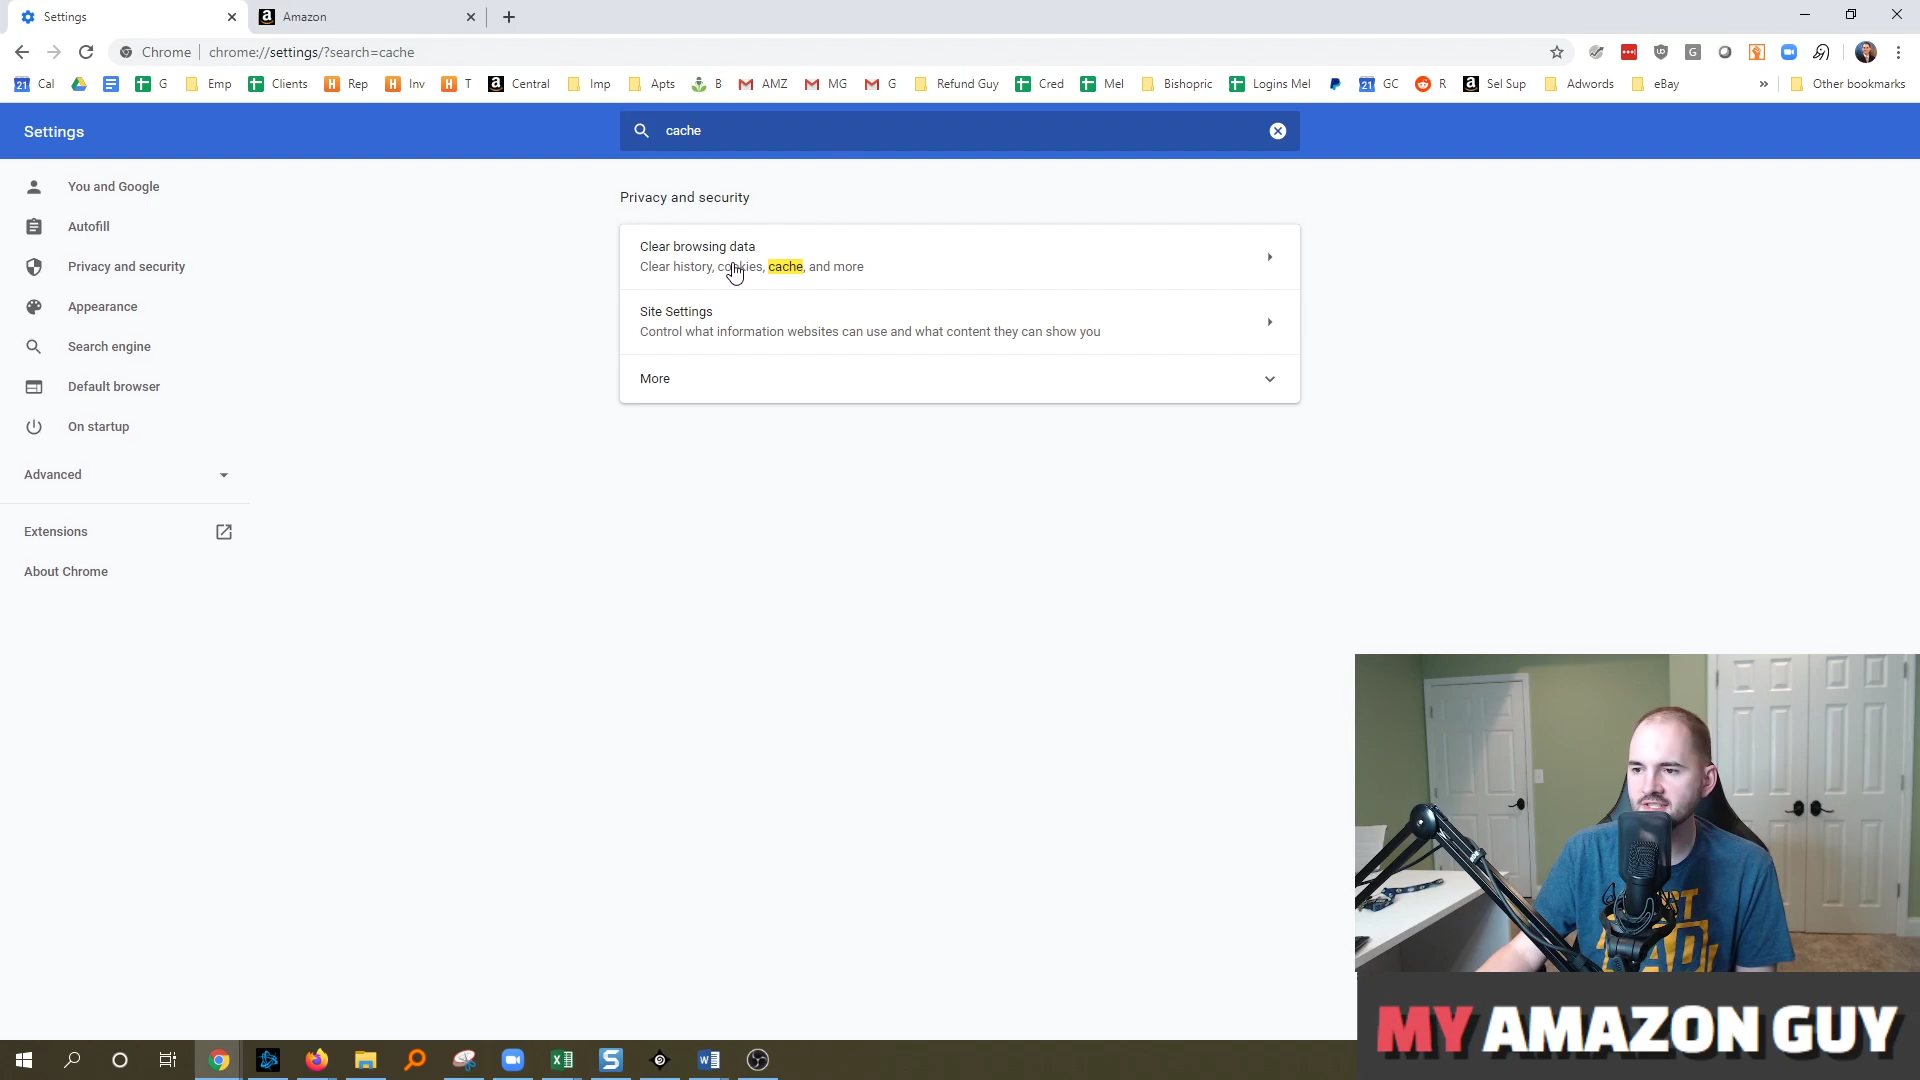 Settings
Amazon
Chrome
chrome://settings/?search=cache
21 Cal
G
Emp
Clients
H Rep
H Inv
H T
a Central
Imp
Apts
B
AMZ
MG
G
Refund Guy
Cred
Mel
Bishopric
Logins Mel
21 GC
R
a Sel Sup
Adwords
eBay
»
Other bookmarks
Settings
cache
You and Google
Autofill
Privacy and security
Appearance
Search engine
Default browser
On startup
Advanced
Extensions
About Chrome
Privacy and security
Clear browsing data
Clear history, cookies, cache, and more
Site Settings
Control what information websites can use and what content they can show you
More
MY AMAZON GUY